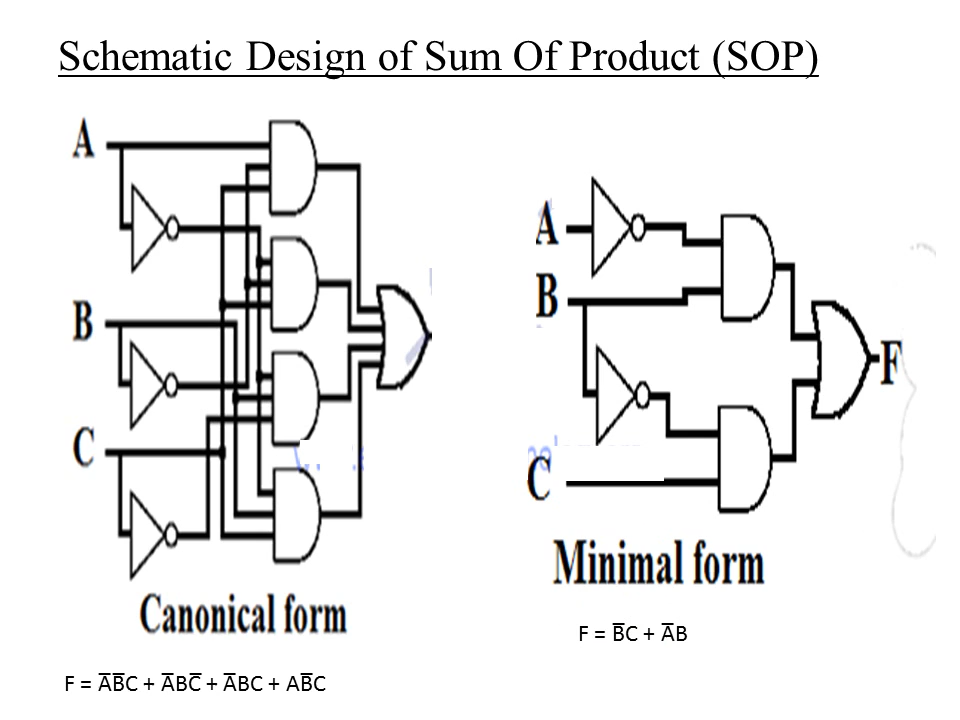 Schematic Design of Sum Of Product (SOP)
A
B
C
Canonical form
F = A̅B̅C + A̅BC̅ + A̅BC + AB̅C
A
B
C
F
Minimal form
F = B̅C + A̅B